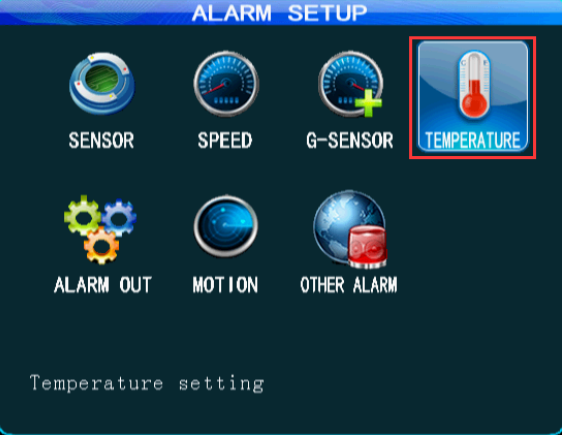 ALARM SETUP
SENSOR SPEED G-SENSOR TEMPERATURE
ALARM OUT MOTION OTHER ALARM
Temperature setting